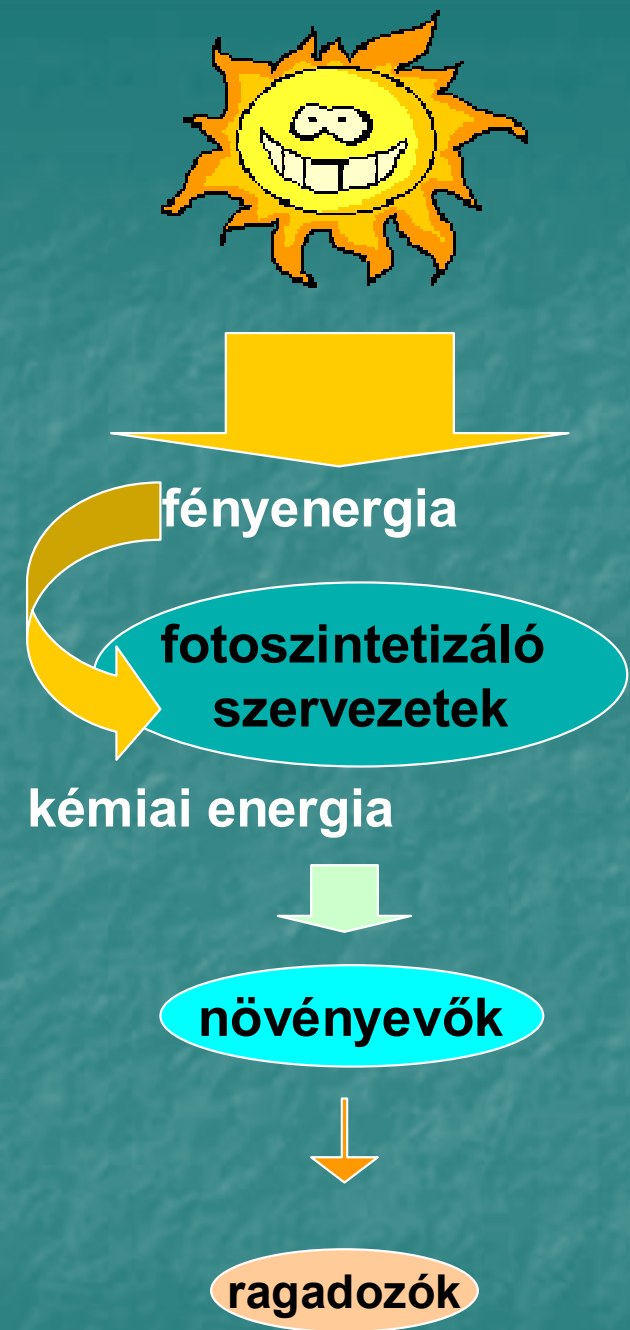 fényenergia
fotoszintetizáló
szervezetek
kémiai energia
növényevők
ragadozók